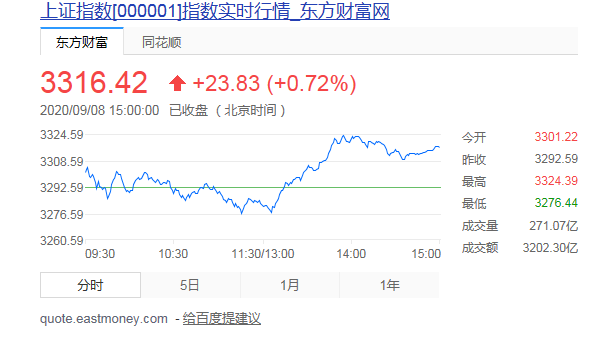 上证指数[000001]指数实时行情_东方财富网
东方财富 同花顺
3316.42 +23.83 (+0.72%)
2020/09/08 15:00:00 已收盘 （北京时间）
3324.59
3308.59
3292.59
3276.59
3260.59
09:30 10:30 11:30/13:00 14:00 15:00
今开 3301.22
昨收 3292.59
最高 3324.39
最低 3276.44
成交量 271.07亿
成交额 3202.30亿
分时 5日 1月 1年
quote.eastmoney.com - 给百度提建议